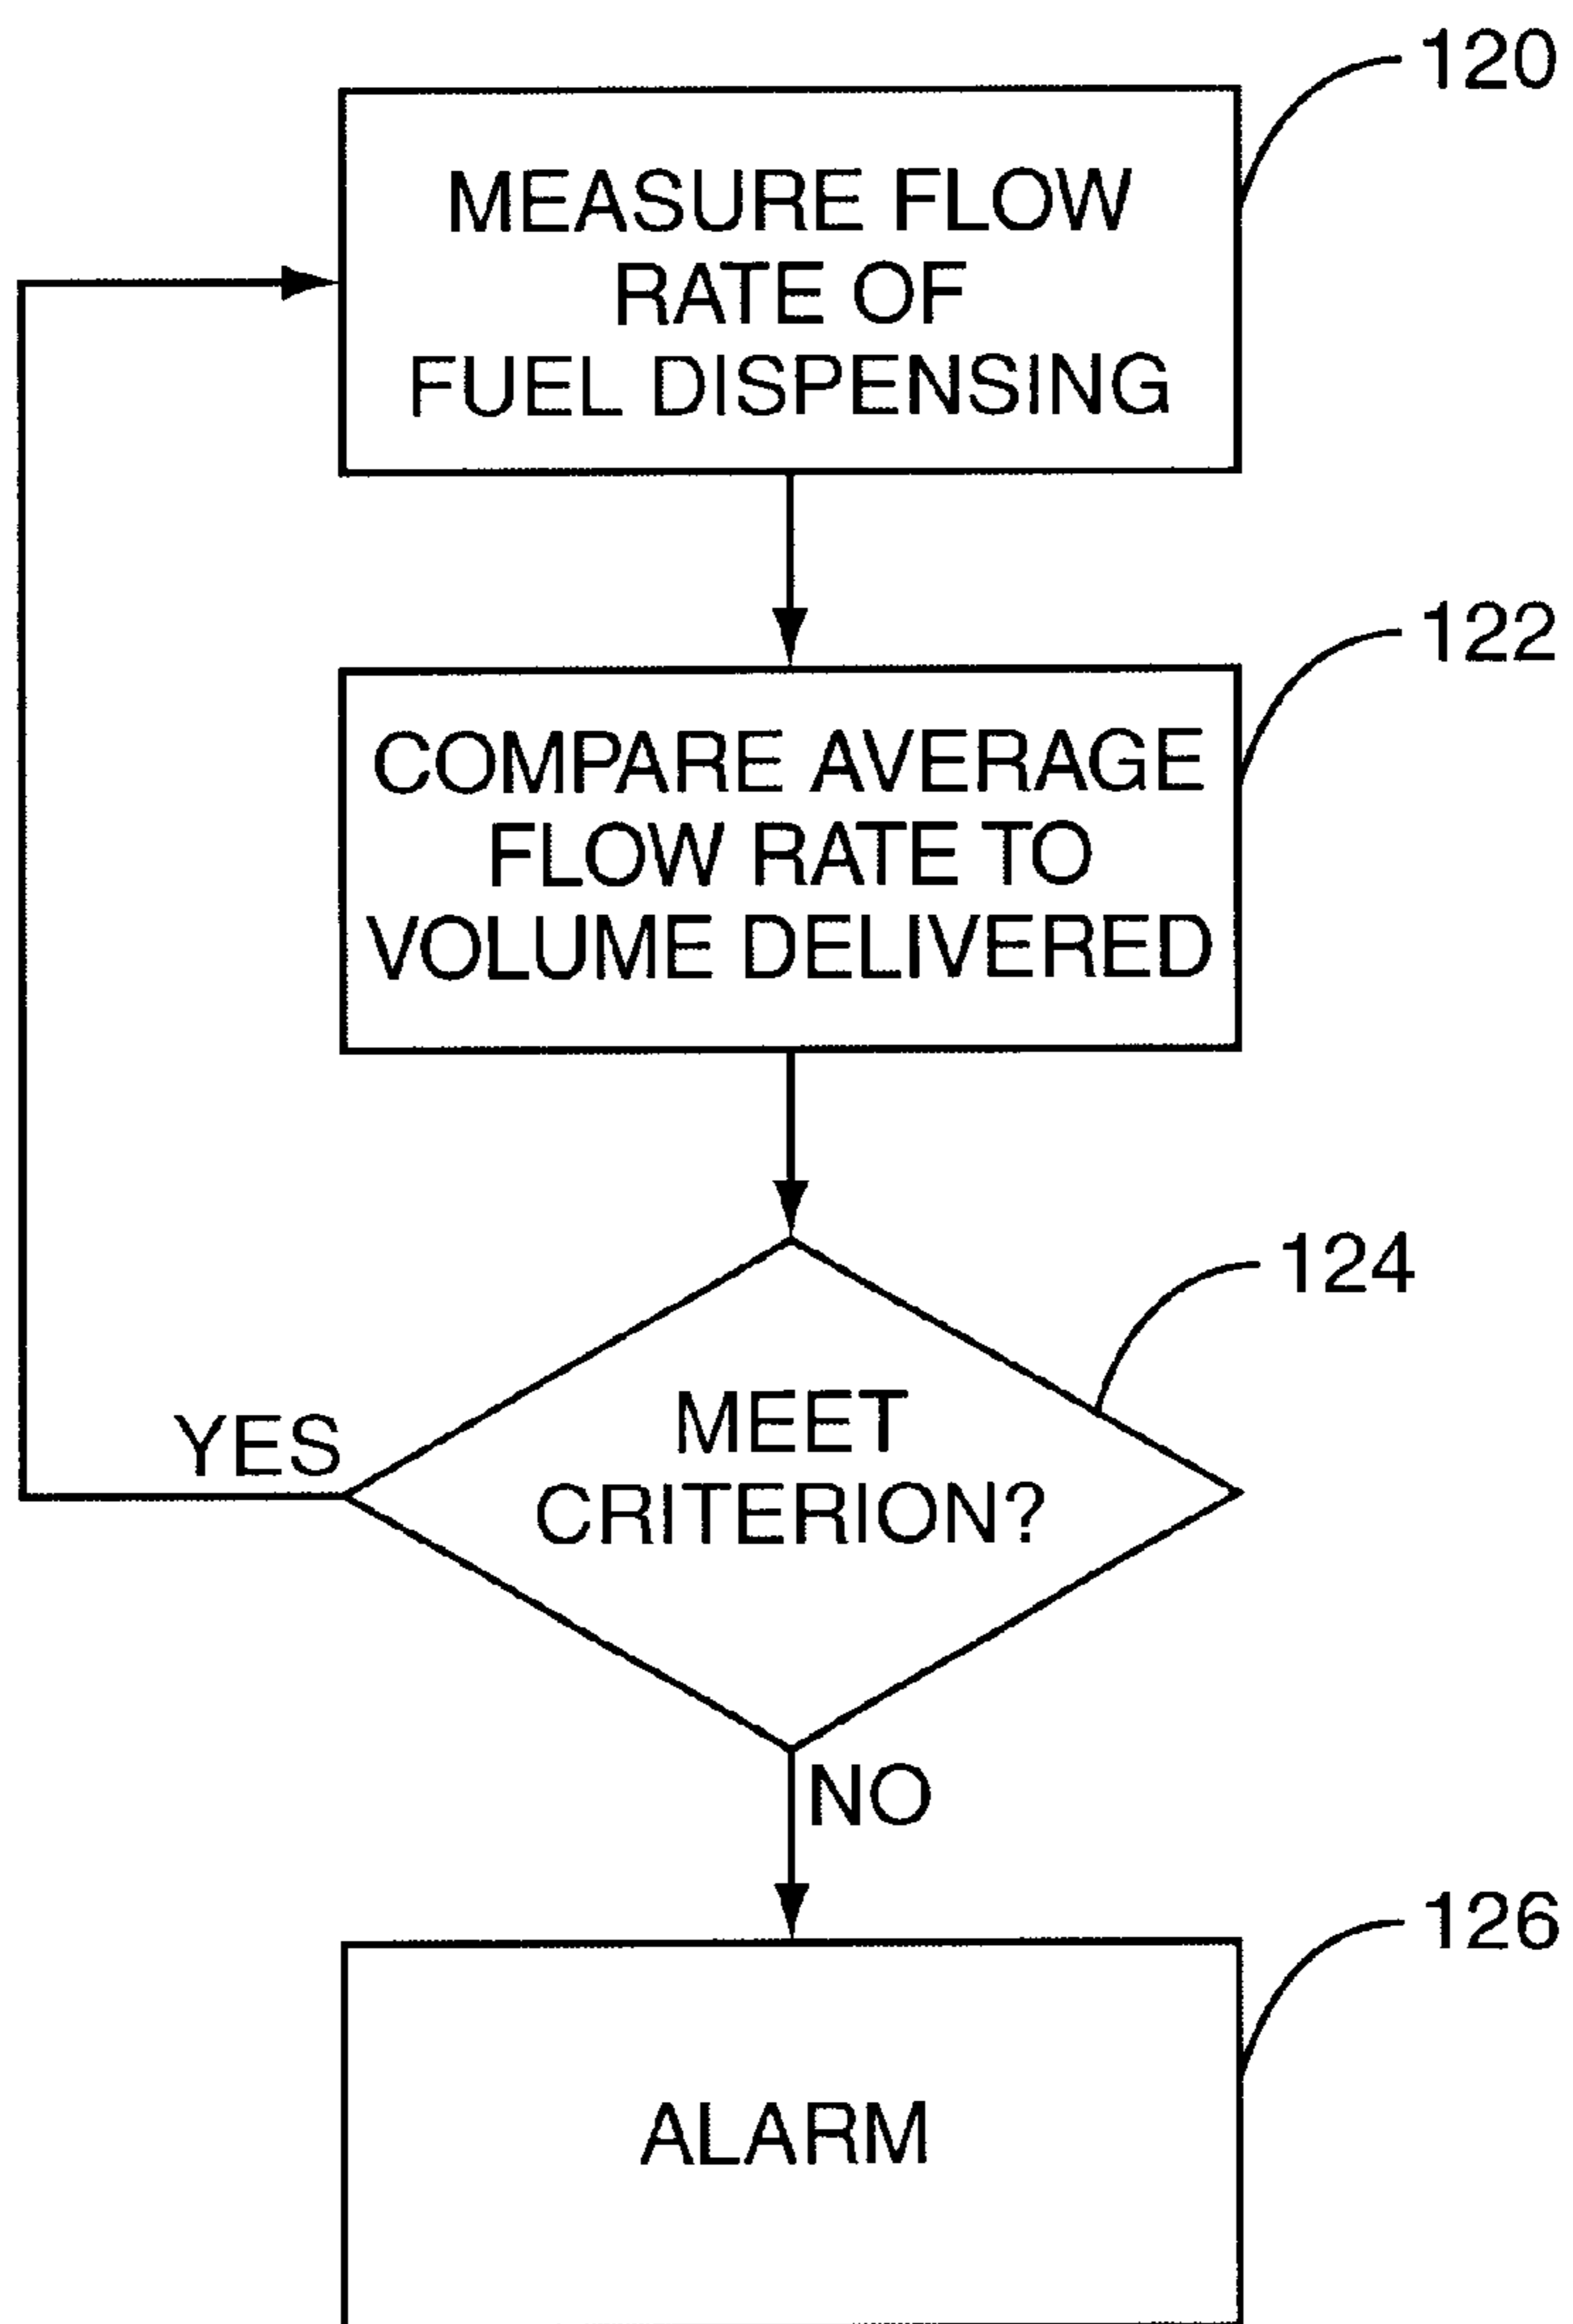 120
MEASURE FLOW
RATE OF
FUEL DISPENSING
122
COMPARE AVERAGE
FLOW RATE TO
VOLUME DELIVERED
124
MEET
CRITERION?
YES
NO
126
ALARM